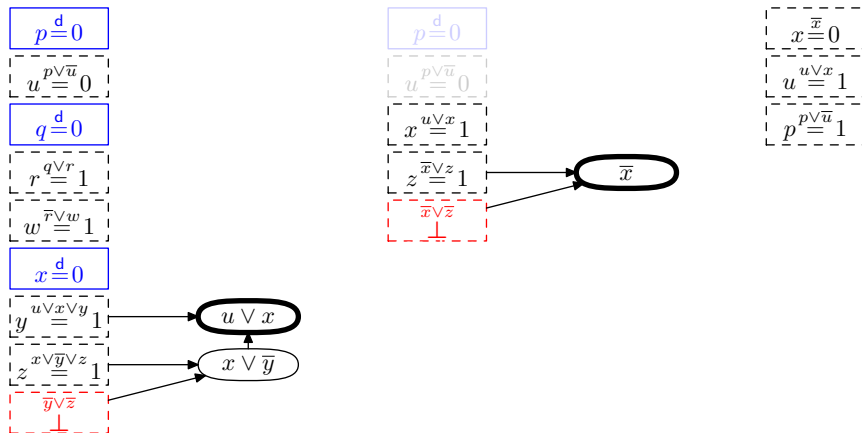 p =ᵈ 0
u =^{p∨u̅} 0
q =ᵈ 0
r =^{q∨r} 1
w =^{r̅∨w} 1
x =ᵈ 0
y =^{u∨x∨y} 1
u ∨ x
z =^{x∨y̅∨z} 1
x ∨ y̅
y̅∨z̅
⊥
p =ᵈ 0
u =^{p∨u̅} 0
x =^{u∨x} 1
z =^{x̅∨z} 1
x̅
x̅∨z̅
⊥
x =^{x̅} 0
u =^{u∨x} 1
p =^{p∨u̅} 1